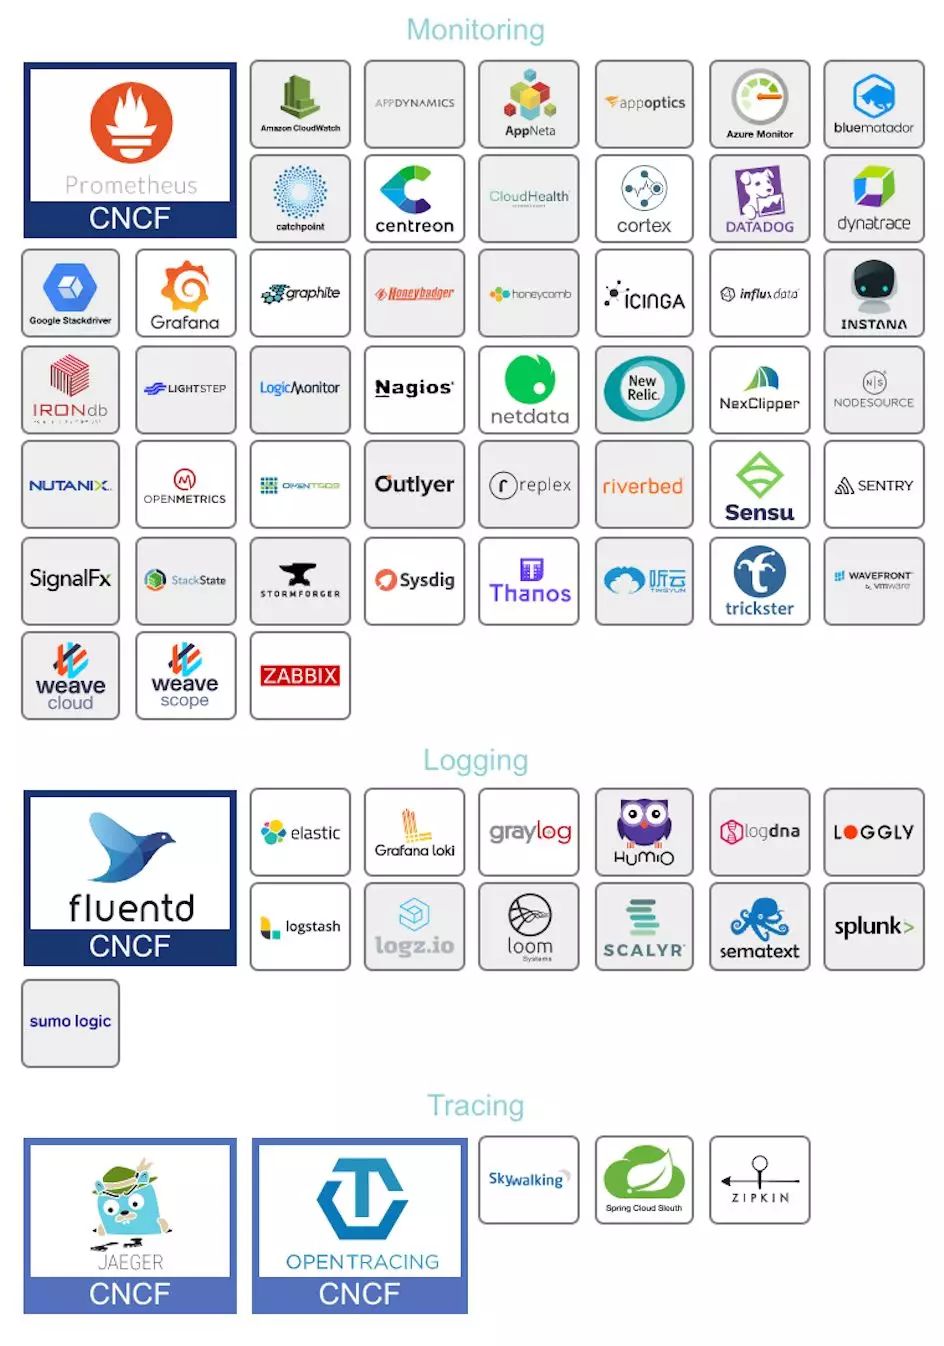 Monitoring
Prometheus
CNCF
Amazon CloudWatch
APPDYNAMICS
AppNeta
appoptics
Azure Monitor
bluematador
catchpoint
centreon
CloudHealth
cortex
DATADOG
dynatrace
Google Stackdriver
Grafana
graphite
Honeybadger
honeycomb
ICINGA
influxdata
INSTANA
IRONdb
LIGHTSTEP
LogicMonitor
Nagios®
netdata
New
Relic.
NexClipper
N|S
NODESOURCE
NUTANIX
OPENMETRICS
OPENTSDB
Outlyer
replex
riverbed
Sensu
SENTRY
SignalFx
StackState
STORMFORGER
Sysdig
Thanos
听云
TINGYUN
trickster
WAVEFRONT
by vmware
weave
cloud
weave
scope
ZABBIX
Logging
fluentd
CNCF
elastic
Grafana loki
graylog
HUMIO
logdna
LOGGLY
logstash
logz.io
loom
Systems
SCALYR
sematext
splunk>
sumo logic
Tracing
JAEGER
CNCF
OPENTRACING
CNCF
Skywalking
Spring Cloud Sleuth
ZIPKIN